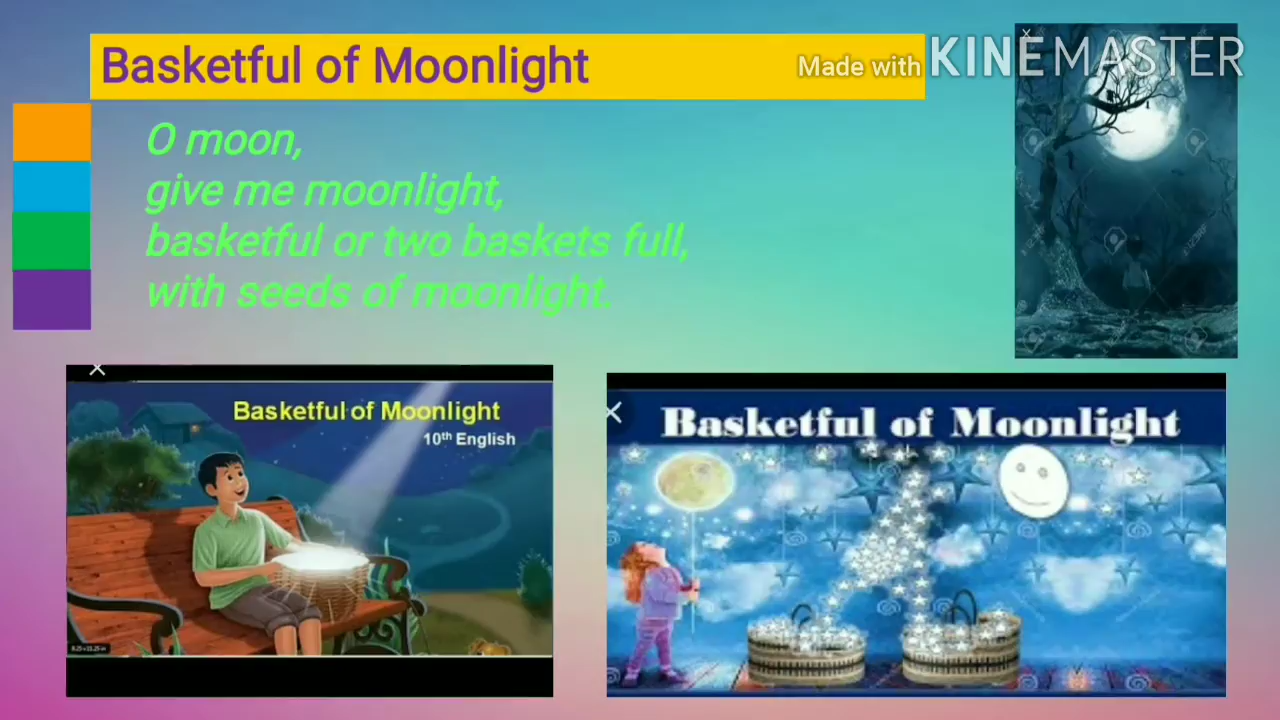 Basketful of Moonlight
Made with KINEMASTER
O moon,
give me moonlight,
basketful or two baskets full,
with seeds of moonlight.
Basketful of Moonlight
10th English
Basketful of Moonlight